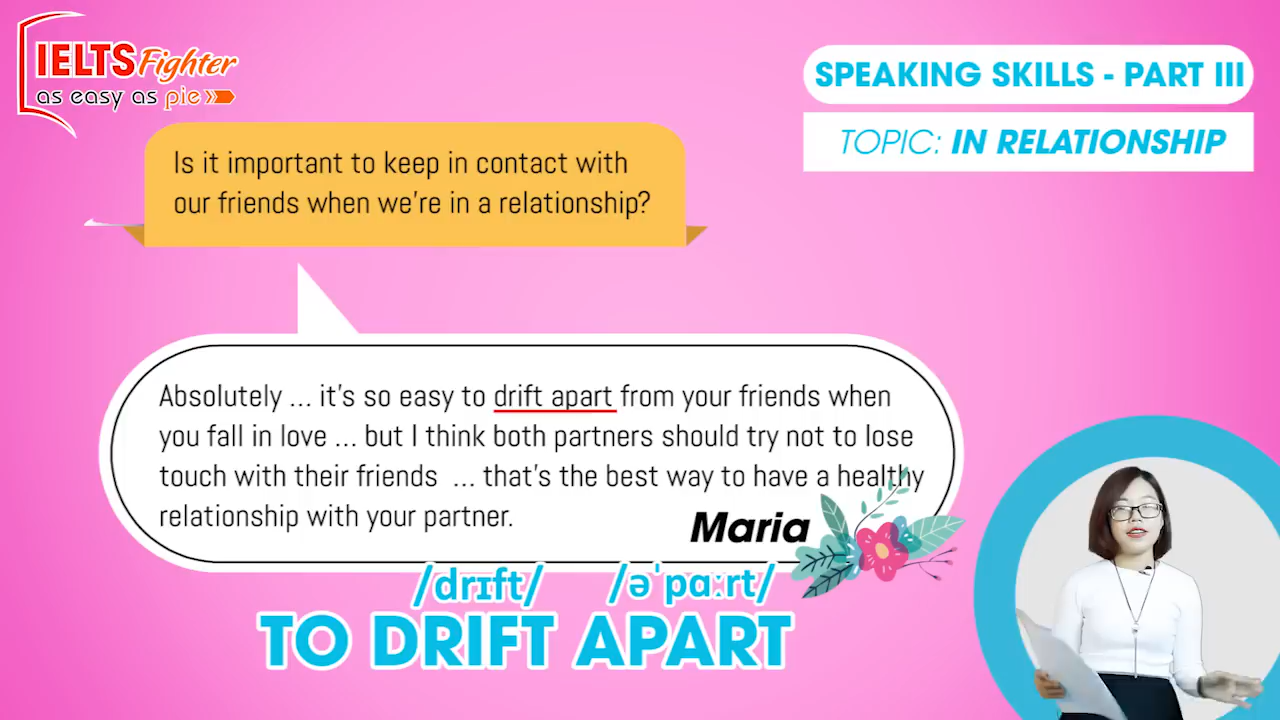 IELTS Fighter
as easy as pie
SPEAKING SKILLS - PART III
TOPIC: IN RELATIONSHIP
Is it important to keep in contact with
our friends when we're in a relationship?
Absolutely ... it's so easy to drift apart from your friends when
you fall in love ... but I think both partners should try not to lose
touch with their friends ... that's the best way to have a healthy
relationship with your partner.
Maria
/drɪft/ /əˈpɑːrt/
TO DRIFT APART